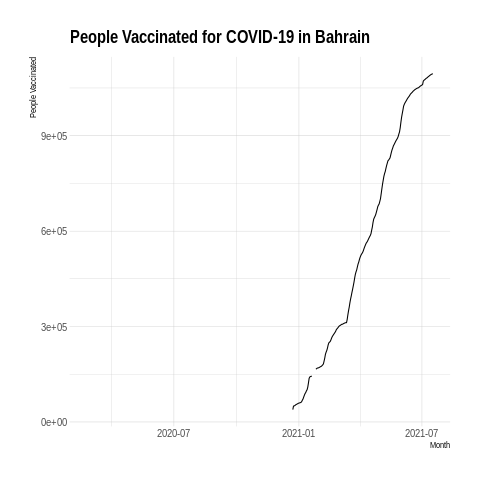 People Vaccinated for COVID-19 in Bahrain
People Vaccinated
9e+05
6e+05
3e+05
0e+00
2020-07
2021-01
2021-07
Month